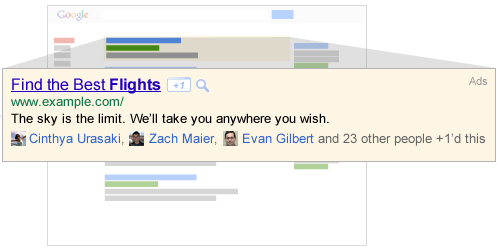 Google
Find the Best Flights +1
Ads
www.example.com/
The sky is the limit. We'll take you anywhere you wish.
Cinthya Urasaki, Zach Maier, Evan Gilbert and 23 other people +1'd this